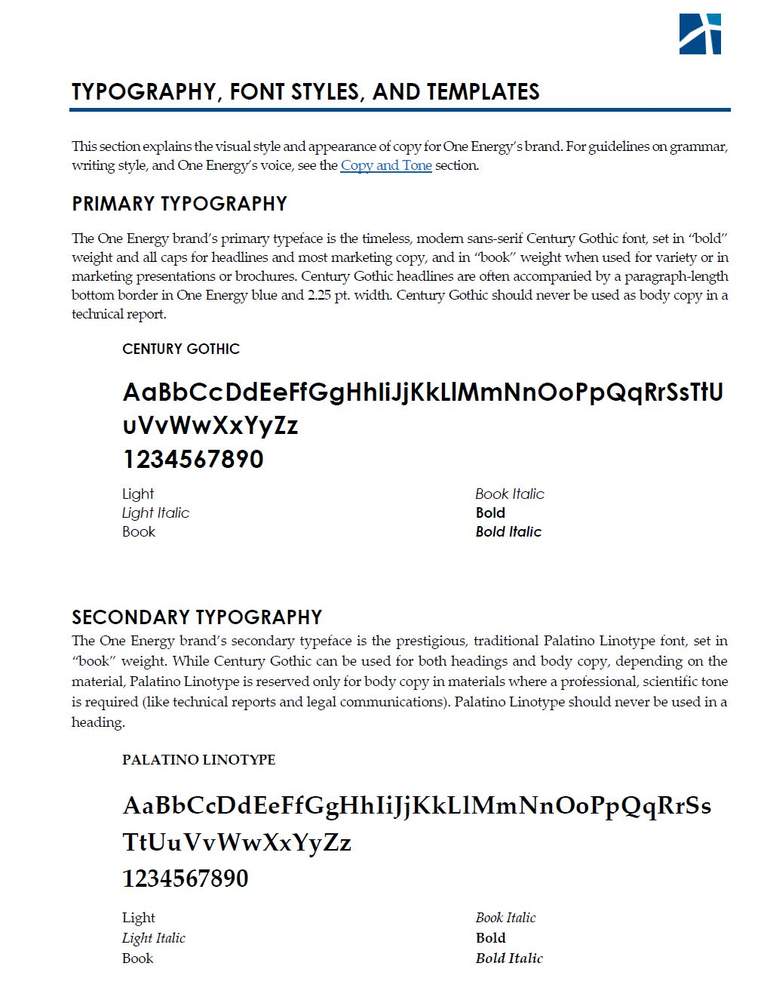 TYPOGRAPHY, FONT STYLES, AND TEMPLATES
This section explains the visual style and appearance of copy for One Energy’s brand. For guidelines on grammar,
writing style, and One Energy’s voice, see the Copy and Tone section.
PRIMARY TYPOGRAPHY
The One Energy brand’s primary typeface is the timeless, modern sans-serif Century Gothic font, set in “bold”
weight and all caps for headlines and most marketing copy, and in “book” weight when used for variety or in
marketing presentations or brochures. Century Gothic headlines are often accompanied by a paragraph-length
bottom border in One Energy blue and 2.25 pt. width. Century Gothic should never be used as body copy in a
technical report.
CENTURY GOTHIC
AaBbCcDdEeFfGgHhIiJjKkLlMmNnOoPpQqRrSsTtU
uVvWwXxYyZz
1234567890
Light
Light Italic
Book
Book Italic
Bold
Bold Italic
SECONDARY TYPOGRAPHY
The One Energy brand’s secondary typeface is the prestigious, traditional Palatino Linotype font, set in
“book” weight. While Century Gothic can be used for both headings and body copy, depending on the
material, Palatino Linotype is reserved only for body copy in materials where a professional, scientific tone
is required (like technical reports and legal communications). Palatino Linotype should never be used in a
heading.
PALATINO LINOTYPE
AaBbCcDdEeFfGgHhIiJjKkLlMmNnOoPpQqRrSs
TtUuVvWwXxYyZz
1234567890
Light
Light Italic
Book
Book Italic
Bold
Bold Italic